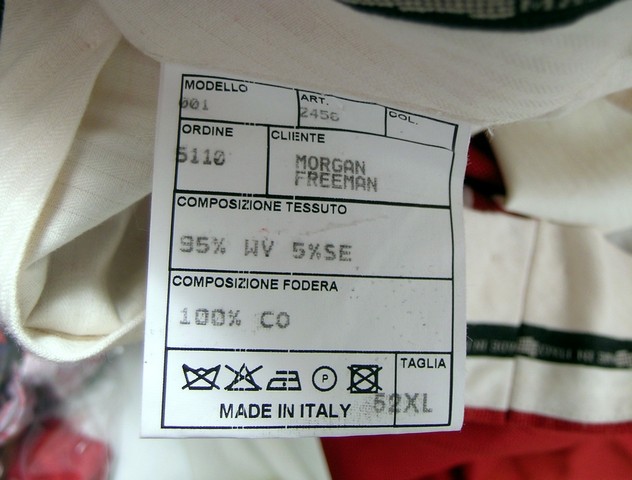 MODELLO
001
ART.
2456
COL.
ORDINE
5110
CLIENTE
MORGAN
FREEMAN
COMPOSIZIONE TESSUTO
95% WV 5%SE
COMPOSIZIONE FODERA
100% CO
P
TAGLIA
MADE IN ITALY
52XL